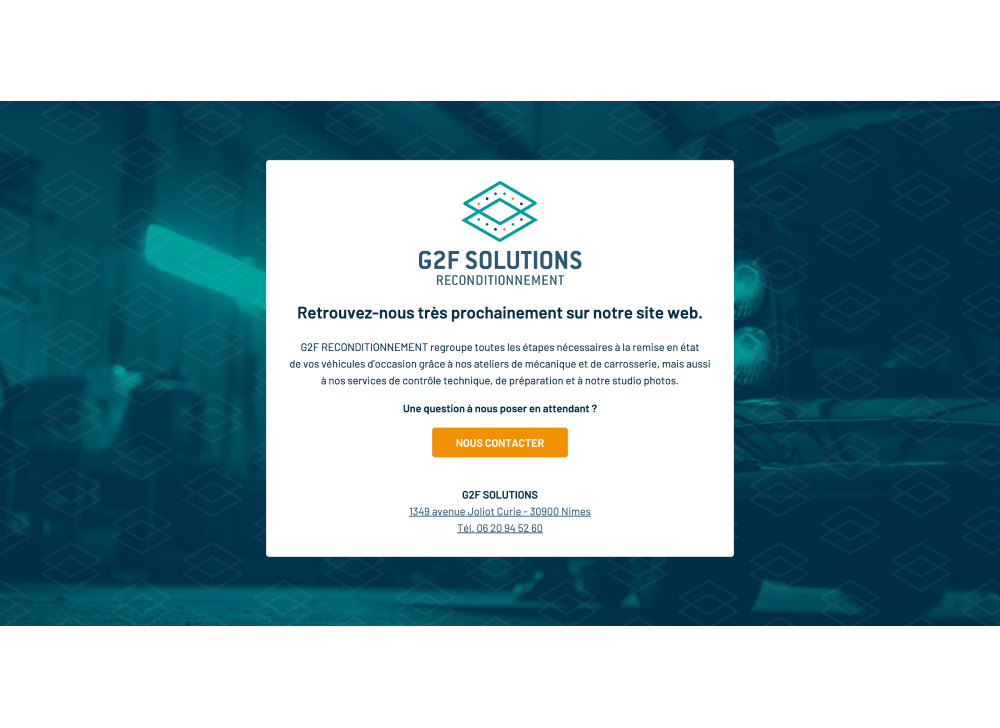 G2F SOLUTIONS
RECONDITIONNEMENT
Retrouvez-nous très prochainement sur notre site web.
G2F RECONDITIONNEMENT regroupe toutes les étapes nécessaires à la remise en état
de vos véhicules d'occasion grâce à nos ateliers de mécanique et de carrosserie, mais aussi
à nos services de contrôle technique, de préparation et à notre studio photos.
Une question à nous poser en attendant ?
NOUS CONTACTER
G2F SOLUTIONS
1349 avenue Joliot Curie - 30900 Nimes
Tél. 06 20 94 52 60